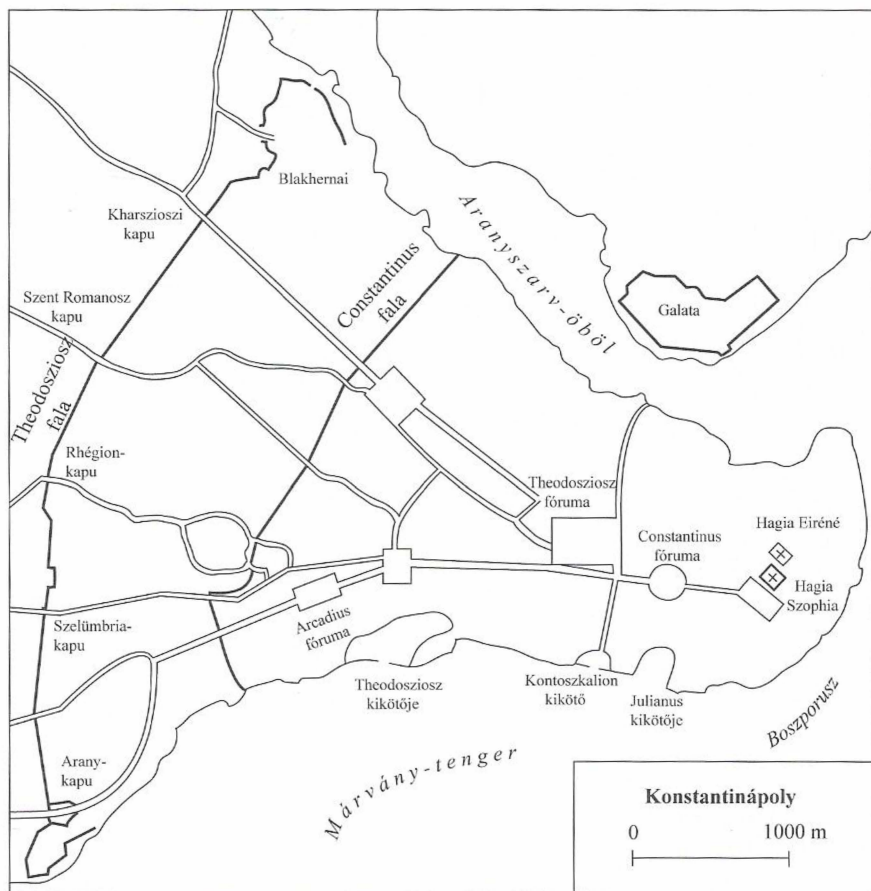 Blakhernai
Kharszioszi
kapu
Aranyszarv-öböl
Constantinus
fala
Szent Romanosz
kapu
Galata
Theodosziosz
fala
Rhégion-
kapu
Theodosziosz
fóruma
Constantinus
fóruma
Hagia Eiréné
Hagia
Szophia
Szelümbria-
kapu
Arcadius
fóruma
Theodosziosz
kikötője
Kontoszkalion
kikötő
Julianus
kikötője
Boszporusz
Arany-
kapu
Márvány-tenger
Konstantinápoly
0 1000 m